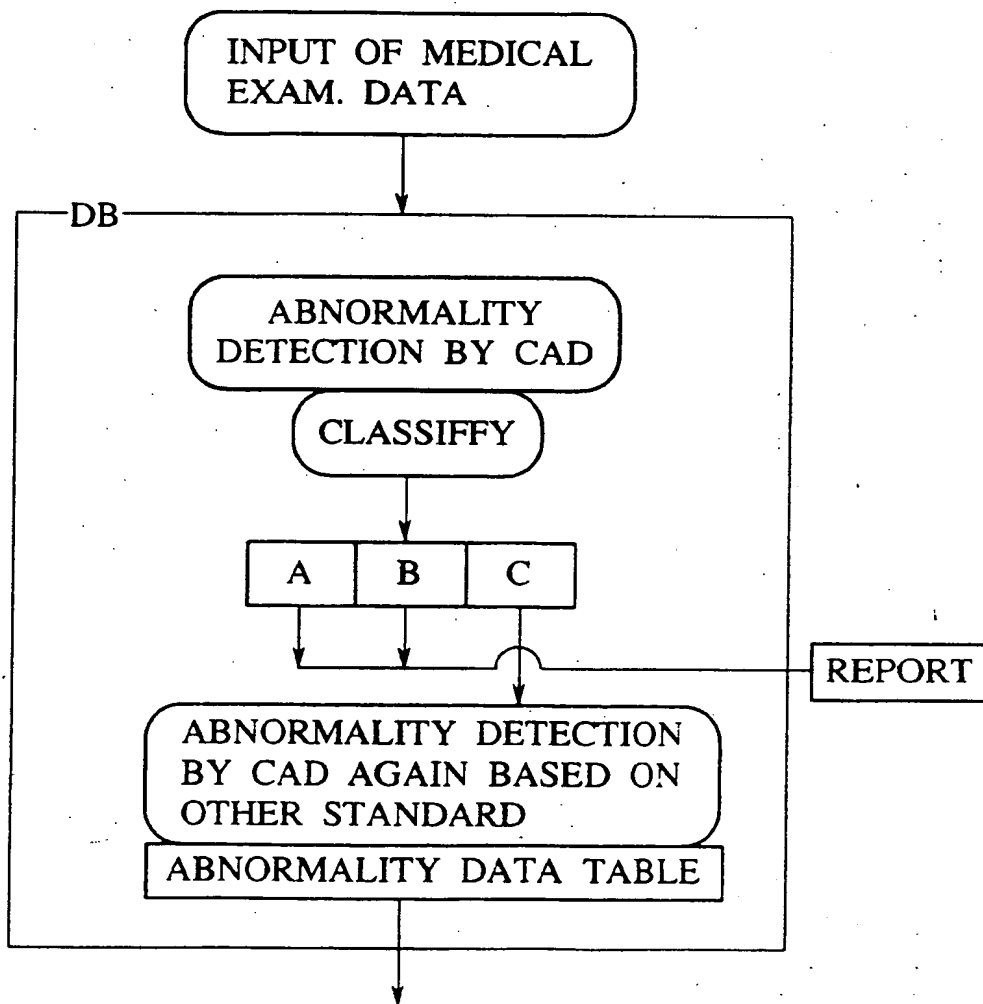 INPUT OF MEDICAL
EXAM. DATA
DB
ABNORMALITY
DETECTION BY CAD
CLASSIFFY
A B C
REPORT
ABNORMALITY DETECTION
BY CAD AGAIN BASED ON
OTHER STANDARD
ABNORMALITY DATA TABLE